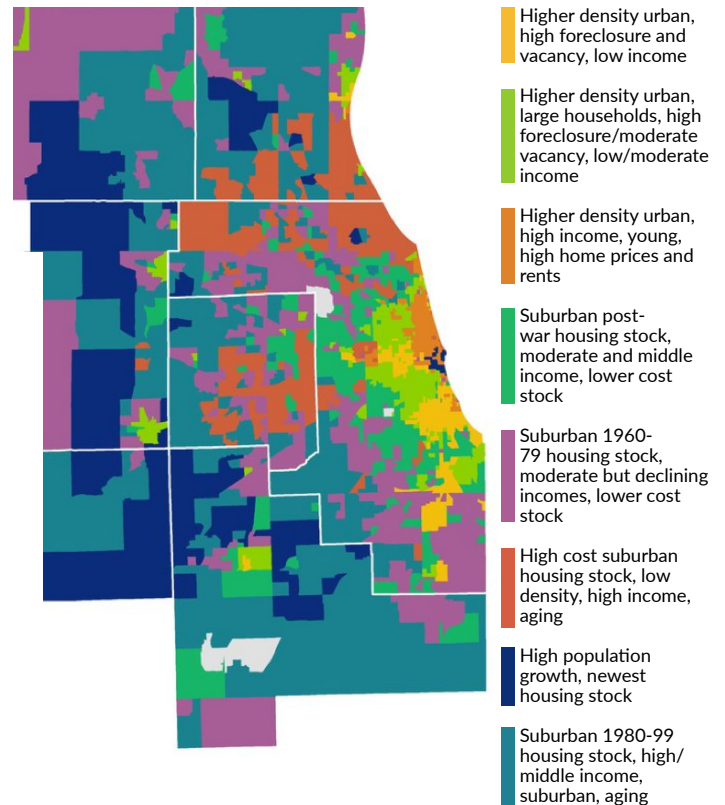 Higher density urban,
high foreclosure and
vacancy, low income
Higher density urban,
large households, high
foreclosure/moderate
vacancy, low/moderate
income
Higher density urban,
high income, young,
high home prices and
rents
Suburban post-
war housing stock,
moderate and middle
income, lower cost
stock
Suburban 1960-
79 housing stock,
moderate but declining
incomes, lower cost
stock
High cost suburban
housing stock, low
density, high income,
aging
High population
growth, newest
housing stock
Suburban 1980-99
housing stock, high/
middle income,
suburban, aging